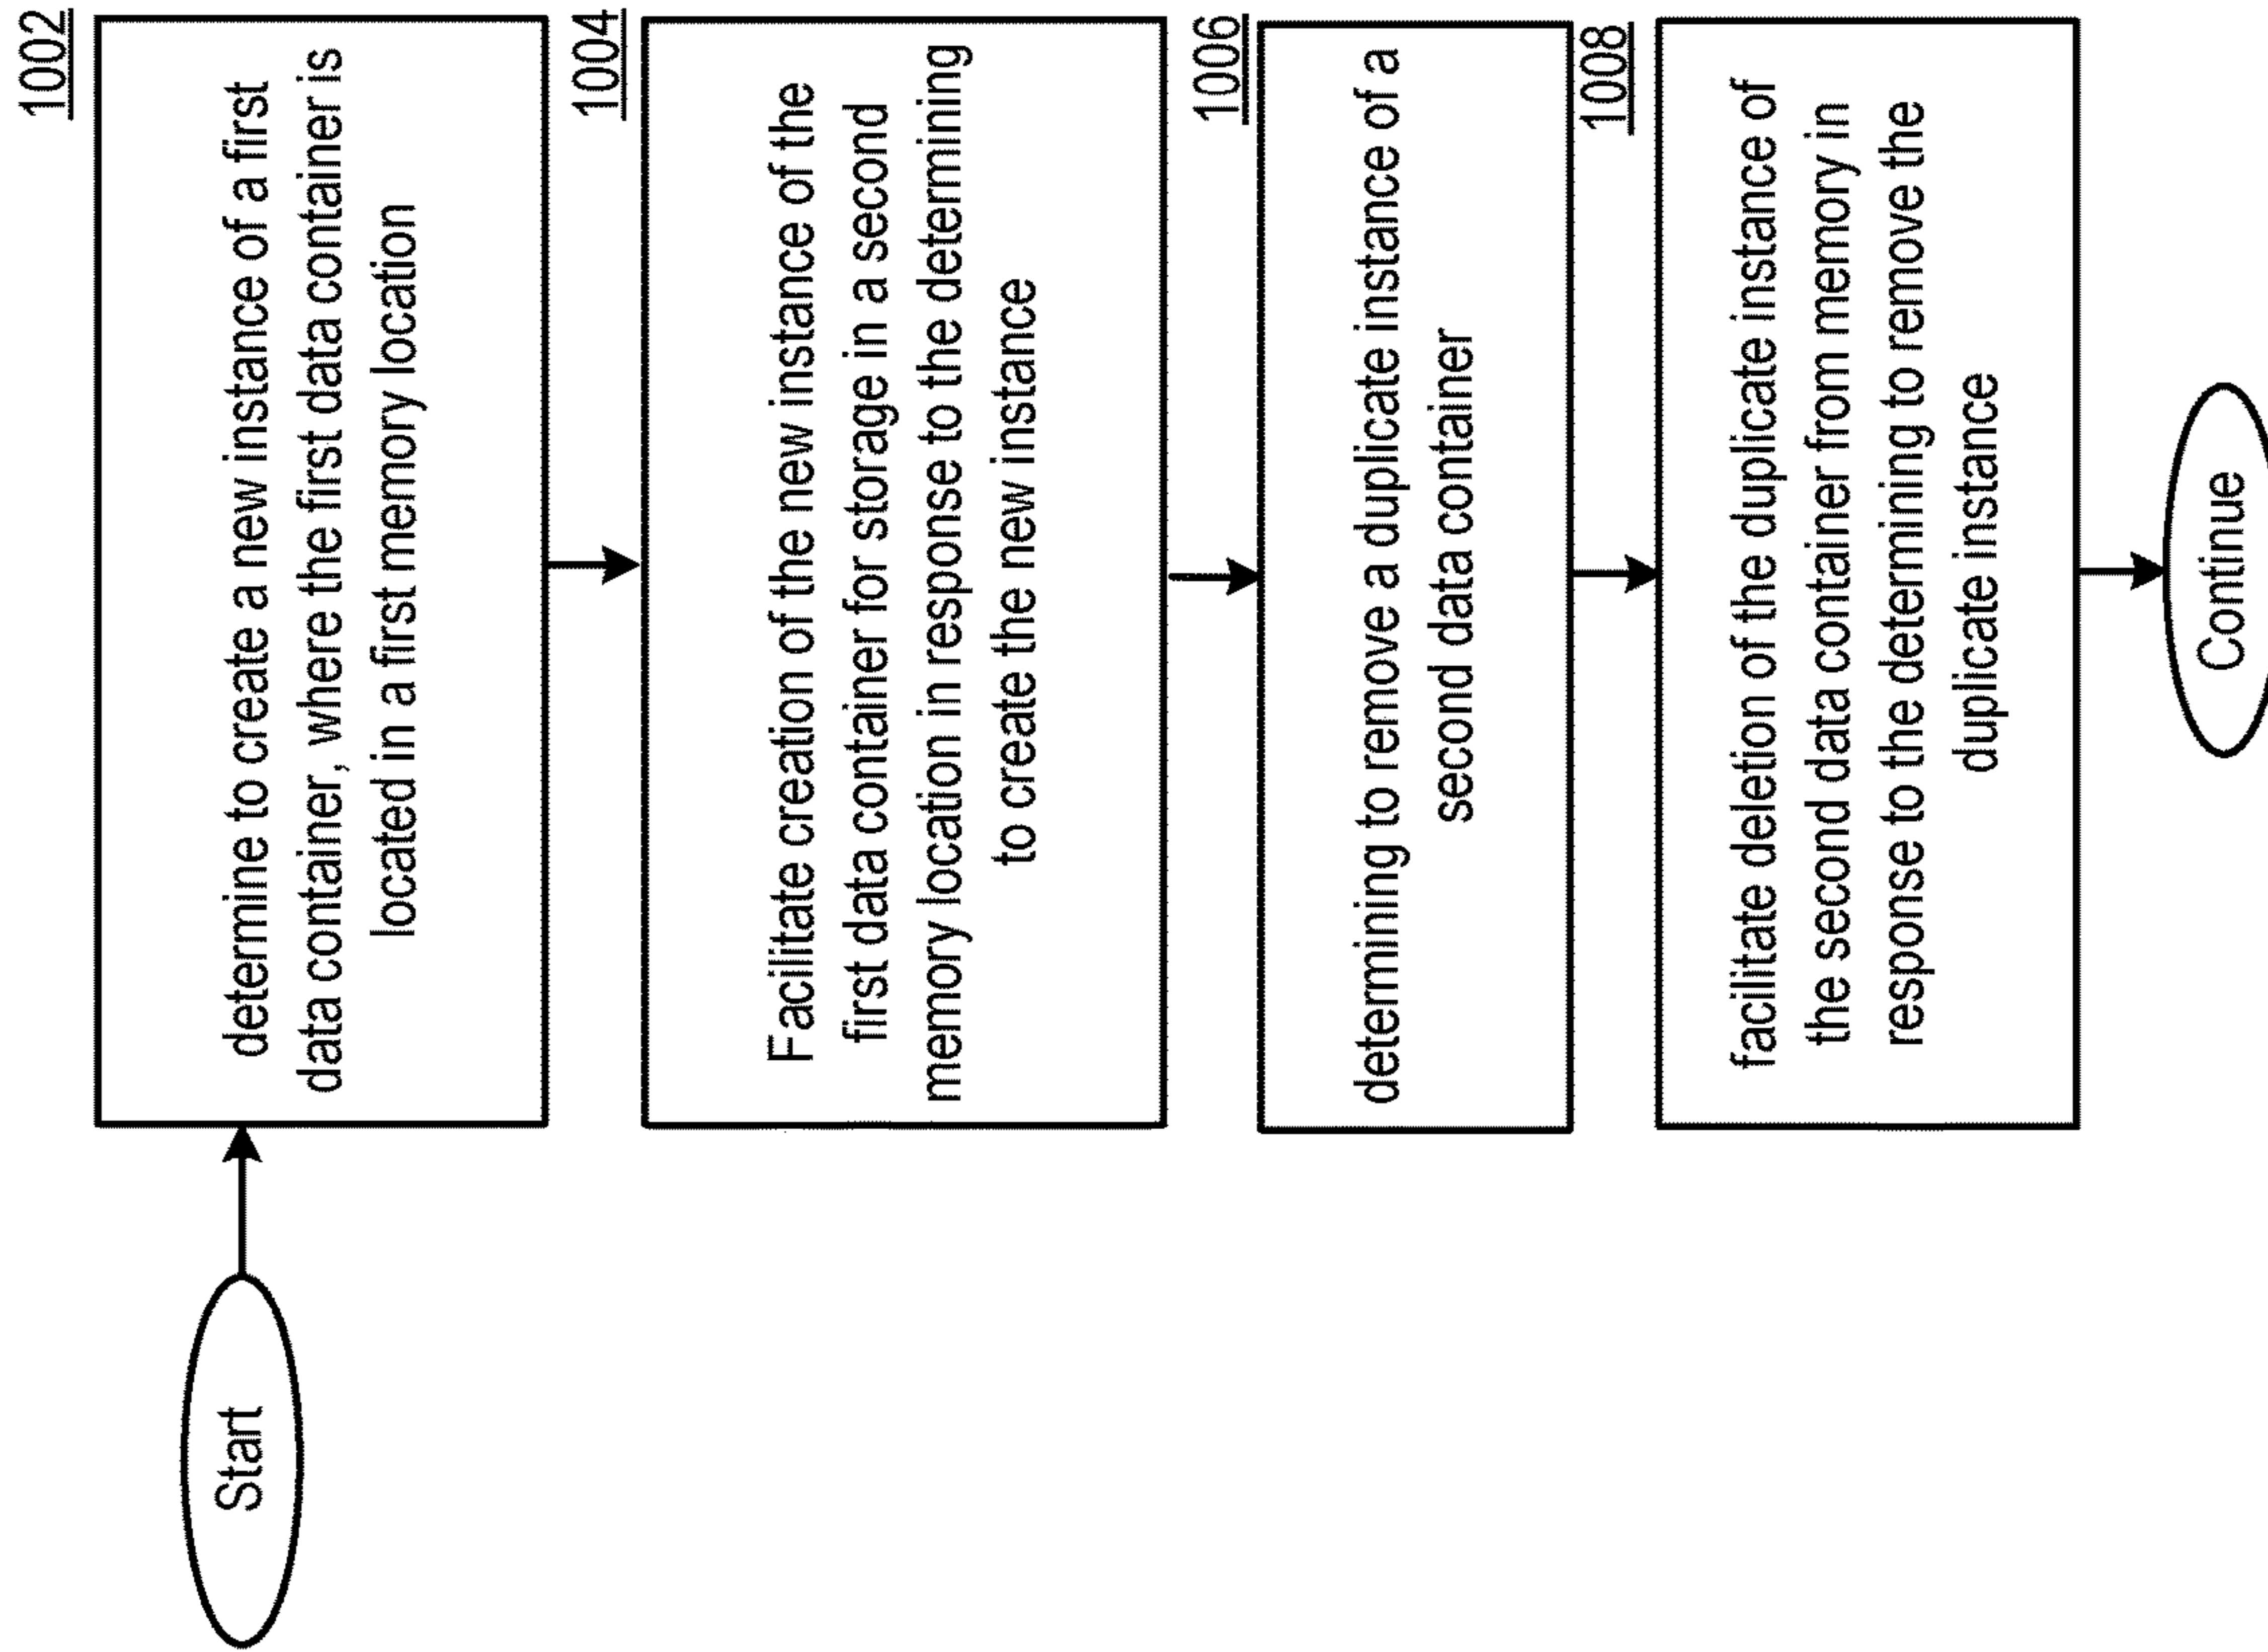 Start
1002
determine to create a new instance of a first
data container, where the first data container is
located in a first memory location
1004
Facilitate creation of the new instance of the
first data container for storage in a second
memory location in response to the determining
to create the new instance
1006
determining to remove a duplicate instance of a
second data container
1008
facilitate deletion of the duplicate instance of
the second data container from memory in
response to the determining to remove the
duplicate instance
Continue